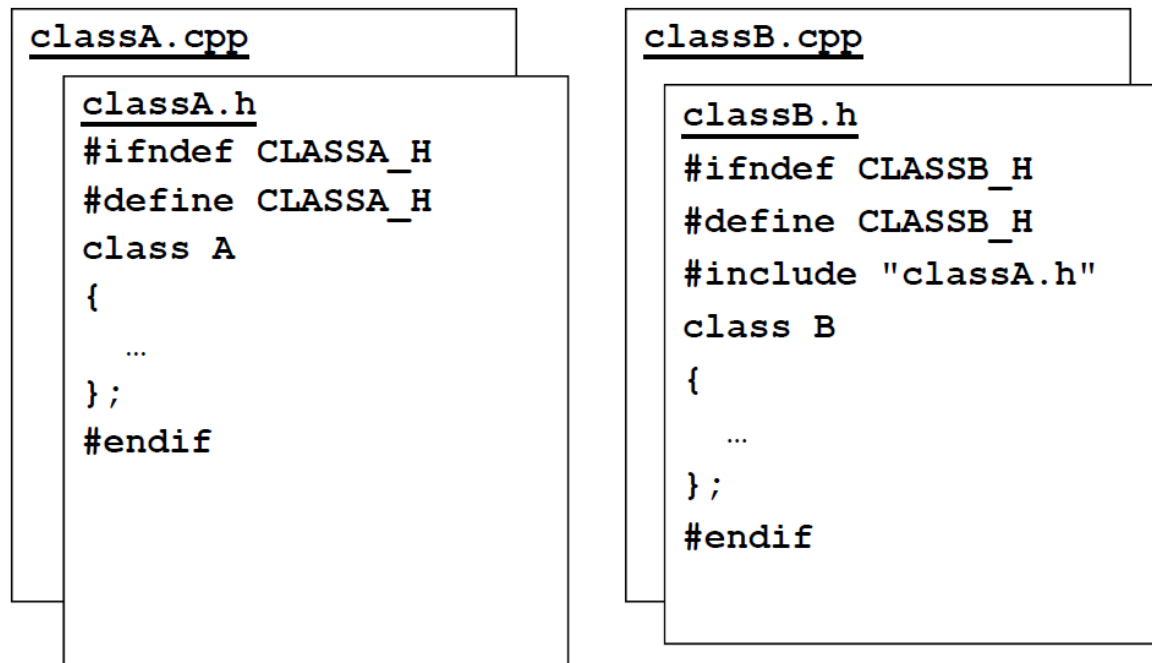 classA.cpp
classA.h
#ifndef CLASSA_H
#define CLASSA_H
class A
{
…
};
#endif
classB.cpp
classB.h
#ifndef CLASSB_H
#define CLASSB_H
#include "classA.h"
class B
{
…
};
#endif